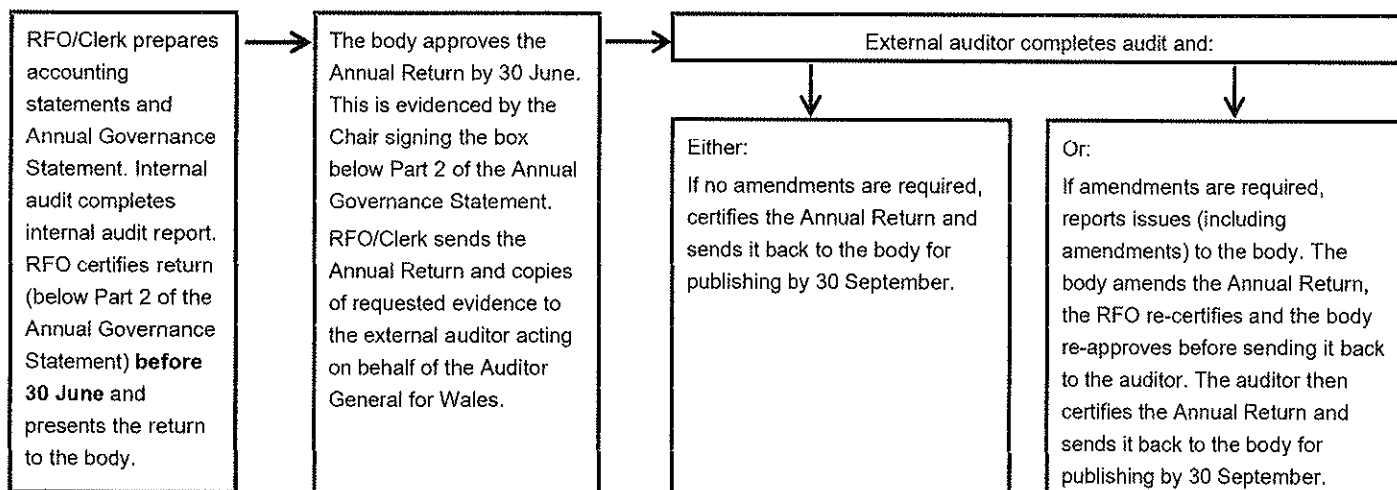 RFO/Clerk prepares
accounting
statements and
Annual Governance
Statement. Internal
audit completes
internal audit report.
RFO certifies return
(below Part 2 of the
Annual Governance
Statement) before
30 June and
presents the return
to the body.
The body approves the
Annual Return by 30 June.
This is evidenced by the
Chair signing the box
below Part 2 of the Annual
Governance Statement.
RFO/Clerk sends the
Annual Return and copies
of requested evidence to
the external auditor acting
on behalf of the Auditor
General for Wales.
External auditor completes audit and:
Either:
If no amendments are required,
certifies the Annual Return and
sends it back to the body for
publishing by 30 September.
Or:
If amendments are required,
reports issues (including
amendments) to the body. The
body amends the Annual Return,
the RFO re-certifies and the body
re-approves before sending it back
to the auditor. The auditor then
certifies the Annual Return and
sends it back to the body for
publishing by 30 September.